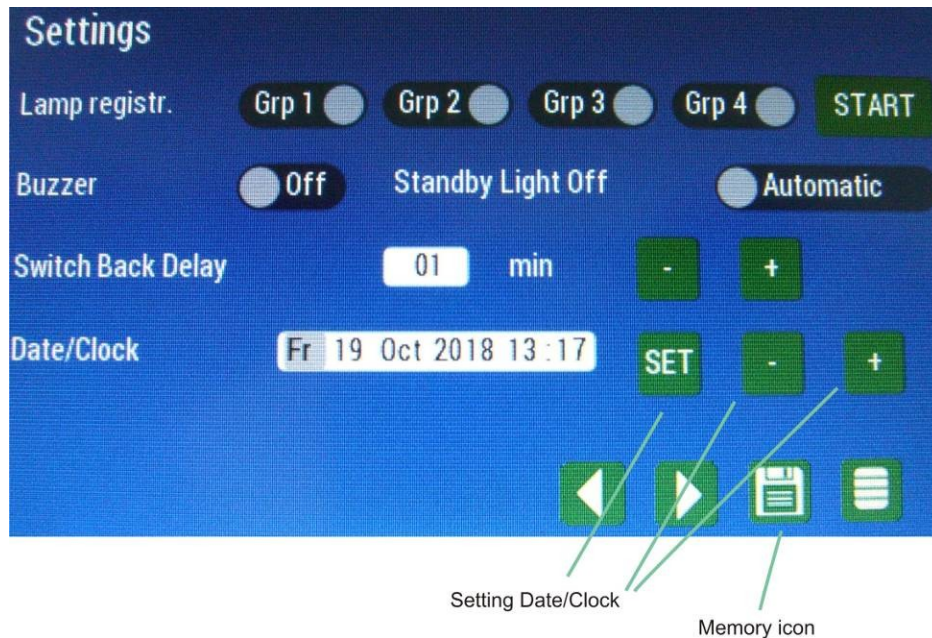 Settings
Lamp registr. Grp 1 Grp 2 Grp 3 Grp 4 START
Buzzer Off Standby Light Off Automatic
Switch Back Delay 01 min - +
Date/Clock Fr 19 Oct 2018 13:17 SET - +
Setting Date/Clock
Memory icon